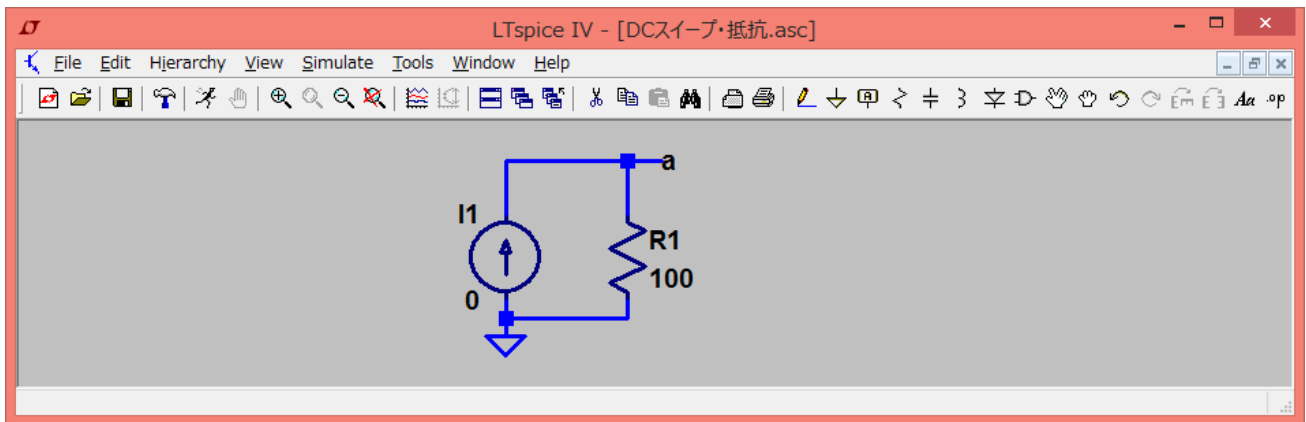 LTspice IV - [DCスイープ・抵抗.asc]
File Edit Hierarchy View Simulate Tools Window Help
Aa .op
a
I1
R1
100
0